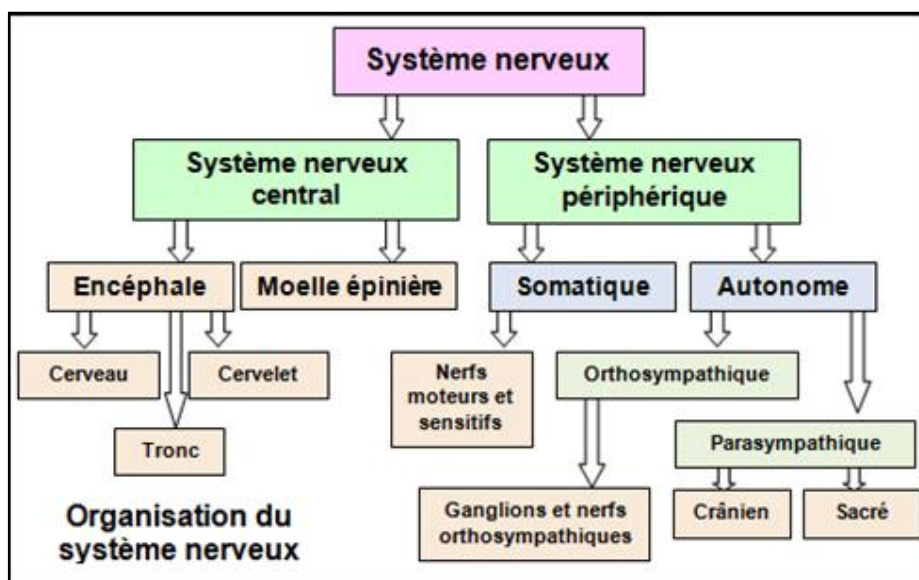 Système nerveux
Système nerveux
central
Système nerveux
périphérique
Encéphale
Moelle épinière
Somatique
Autonome
Cerveau
Cervelet
Tronc
Nerfs
moteurs et
sensitifs
Orthosympathique
Parasympathique
Ganglions et nerfs
orthosympathiques
Crânien
Sacré
Organisation du
système nerveux